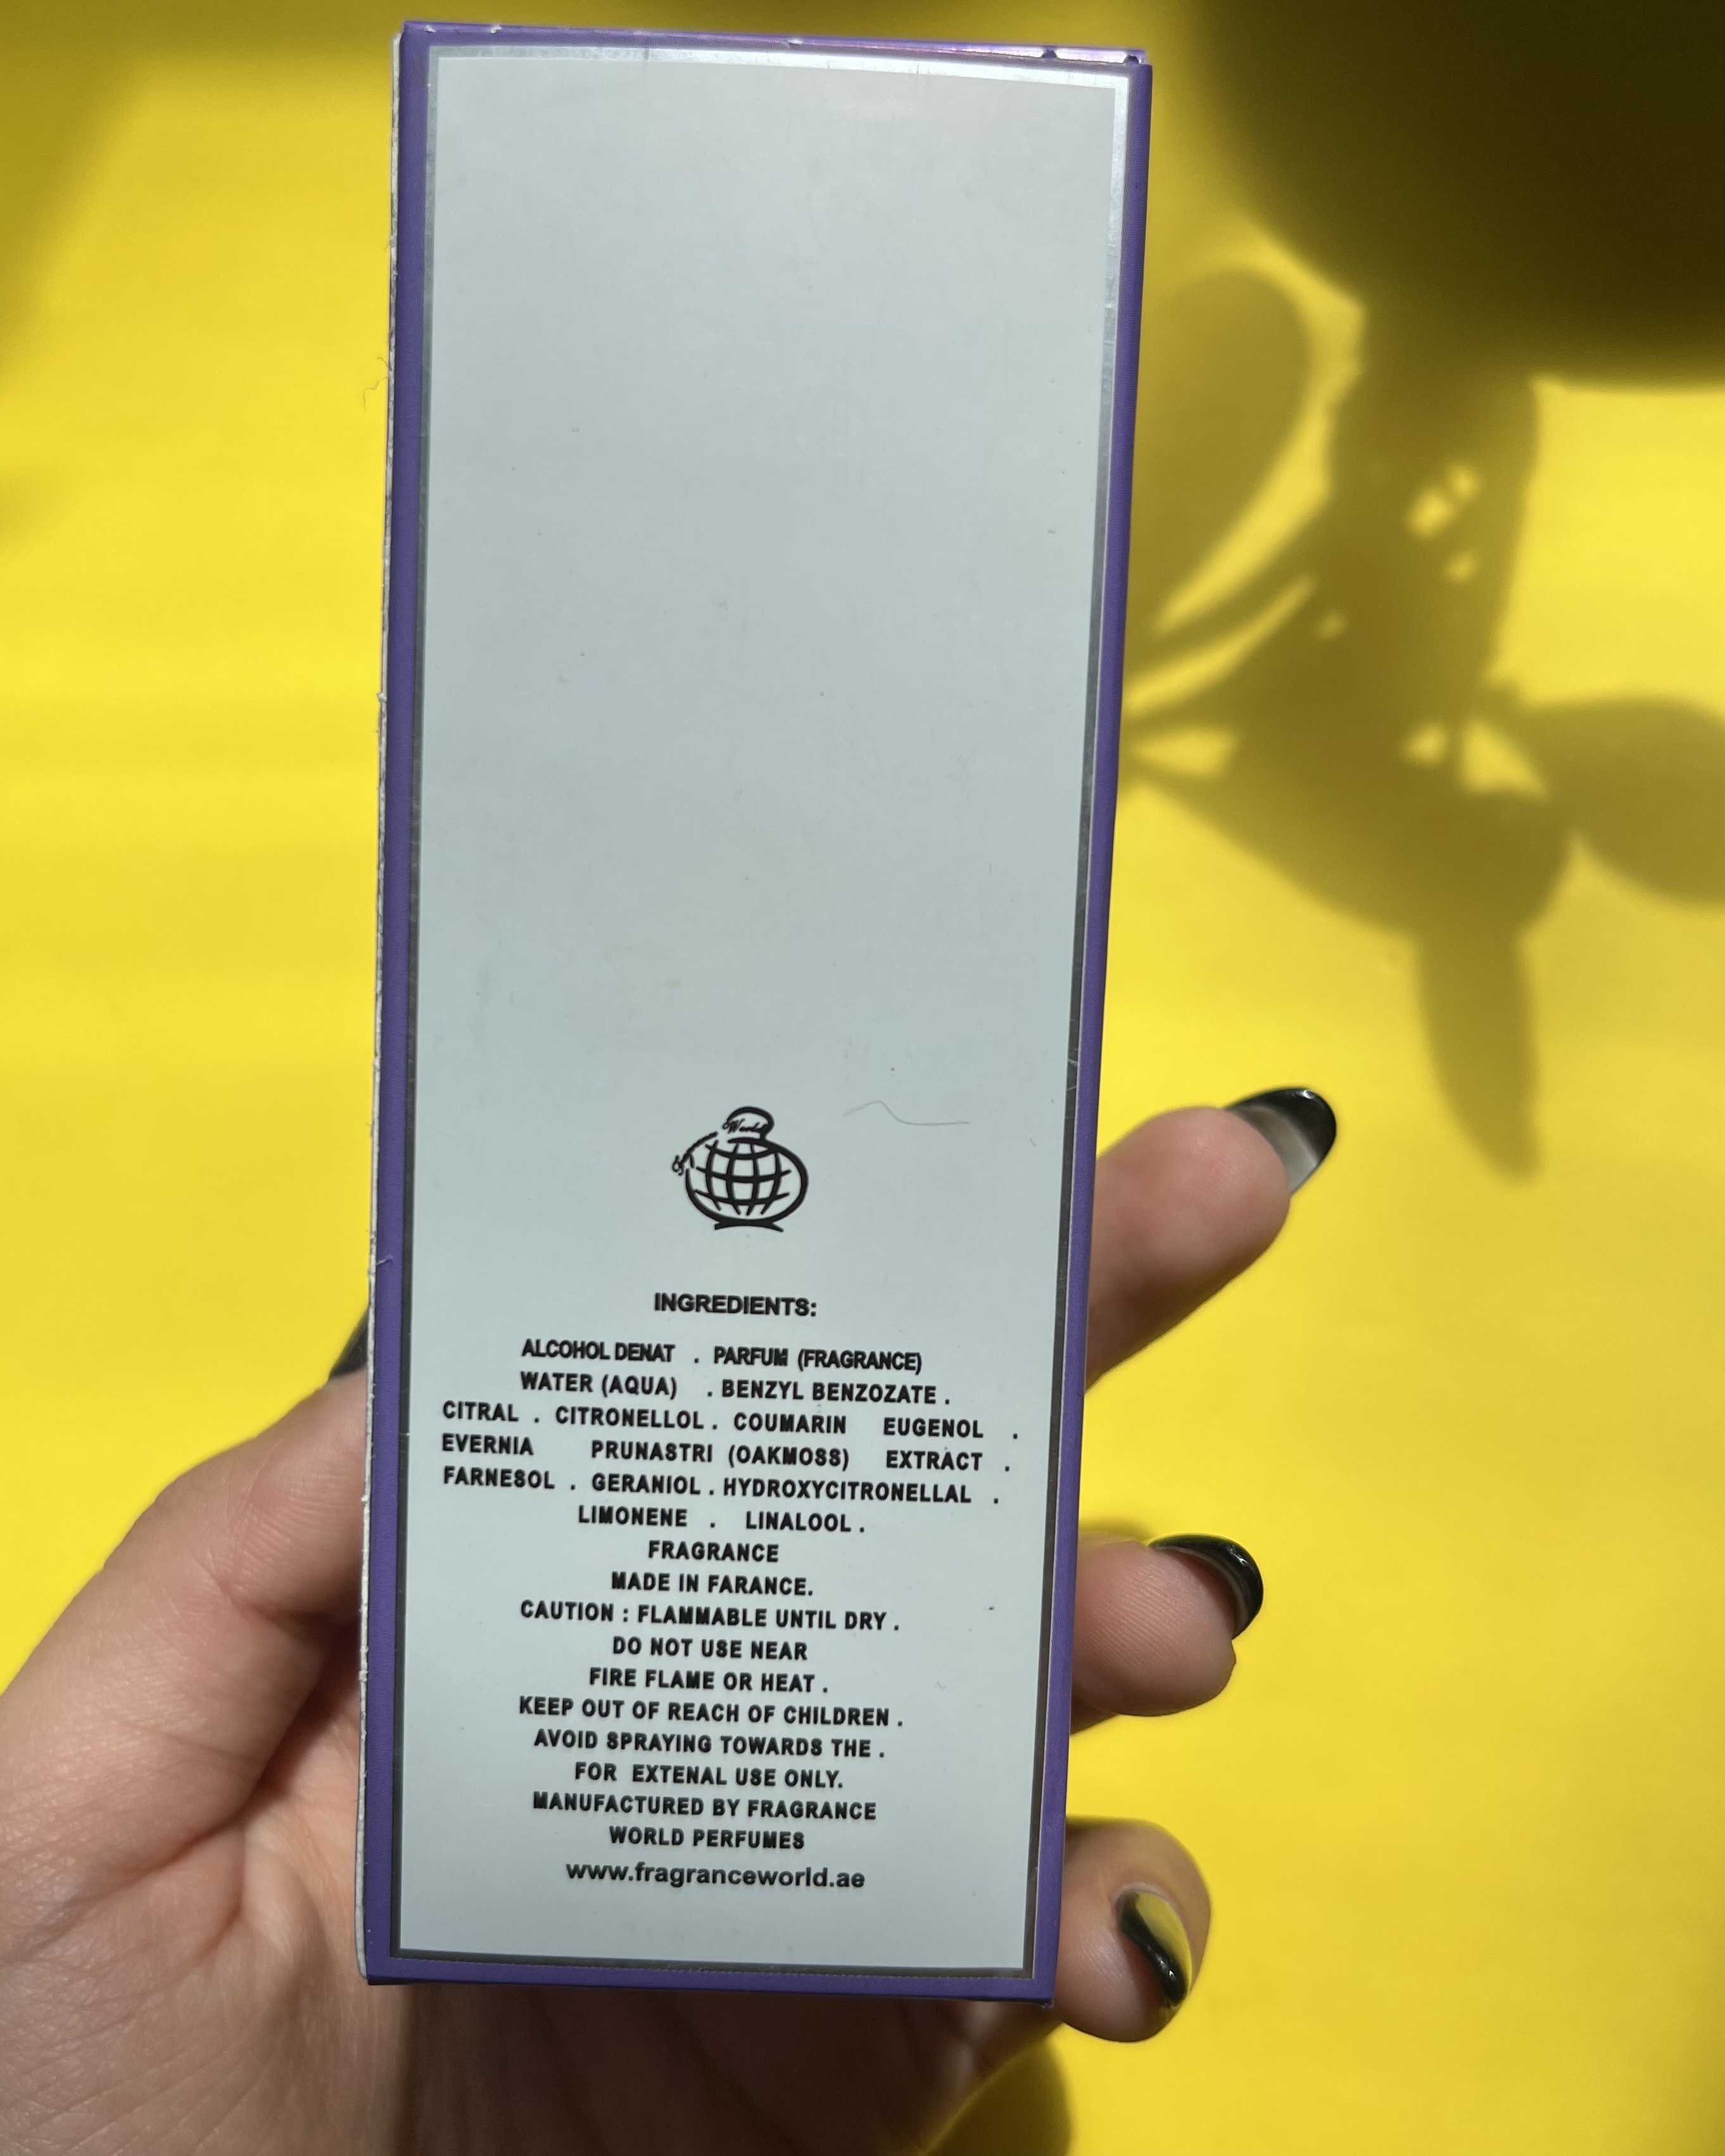 World
INGREDIENTS:
ALCOHOL DENAT . PARFUM (FRAGRANCE)
WATER (AQUA) . BENZYL BENZOZATE .
CITRAL . CITRONELLOL . COUMARIN EUGENOL .
EVERNIA PRUNASTRI (OAKMOSS) EXTRACT .
FARNESOL . GERANIOL . HYDROXYCITRONELLAL .
LIMONENE . LINALOOL .
FRAGRANCE
MADE IN FARANCE.
CAUTION : FLAMMABLE UNTIL DRY .
DO NOT USE NEAR
FIRE FLAME OR HEAT .
KEEP OUT OF REACH OF CHILDREN .
AVOID SPRAYING TOWARDS THE .
FOR EXTENAL USE ONLY.
MANUFACTURED BY FRAGRANCE
WORLD PERFUMES
www.fragranceworld.ae